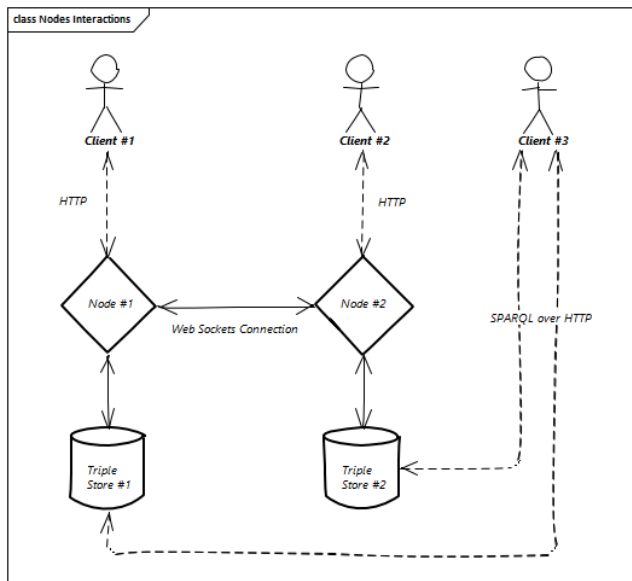 class Nodes Interactions
Client #1
Client #2
Client #3
HTTP
HTTP
Node #1
Node #2
Web Sockets Connection
SPARQL over HTTP
Triple
Store #1
Triple
Store #2